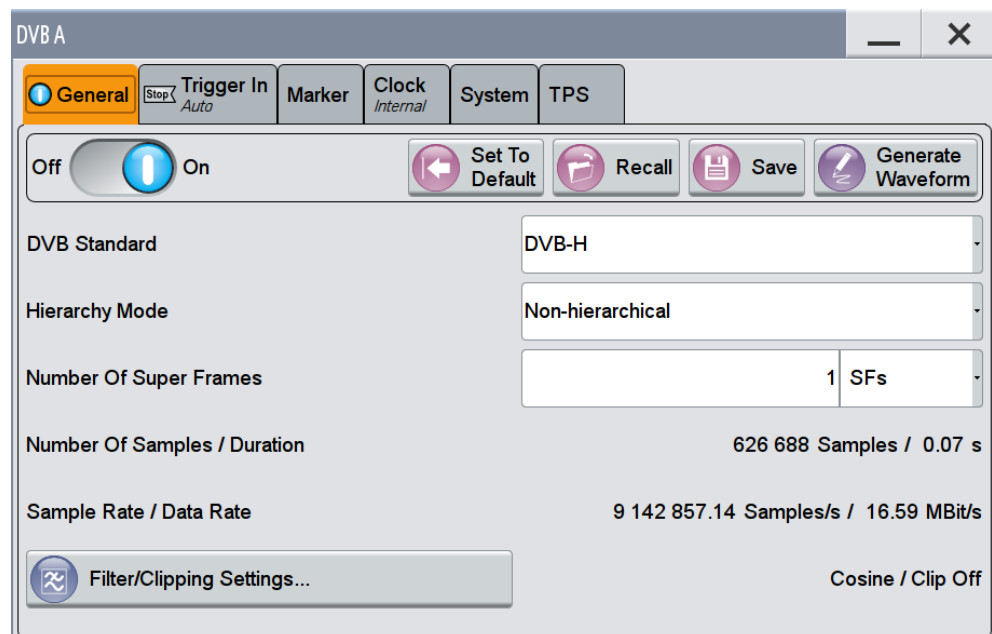 DVB A
General
Stop
Trigger In
Auto
Marker
Clock
Internal
System
TPS
Off
On
Set To
Default
Recall
Save
Generate
Waveform
DVB Standard
DVB-H
Hierarchy Mode
Non-hierarchical
Number Of Super Frames
1 SFs
Number Of Samples / Duration
626 688 Samples / 0.07 s
Sample Rate / Data Rate
9 142 857.14 Samples/s / 16.59 MBit/s
Filter/Clipping Settings...
Cosine / Clip Off